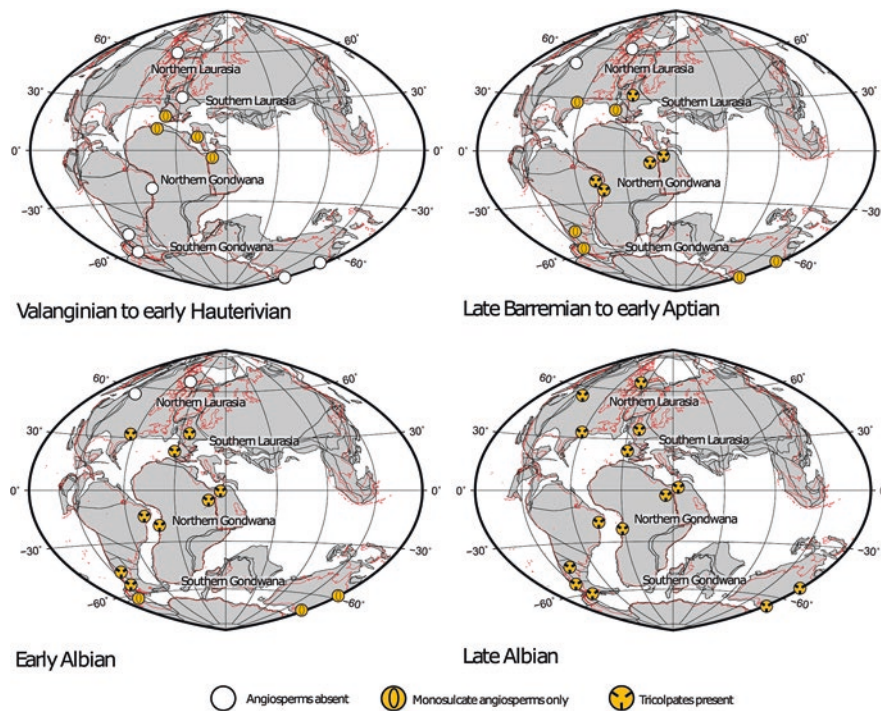 60˚ 60˚
Northern Laurasia
30˚ 30˚
Southern Laurasia
0˚ 0˚
Northern Gondwana
−30˚ −30˚
Southern Gondwana
−60˚ −60˚
Valanginian to early Hauterivian
60˚ 60˚
Northern Laurasia
30˚ 30˚
Southern Laurasia
0˚ 0˚
Northern Gondwana
−30˚ −30˚
Southern Gondwana
−60˚ −60˚
Late Barremian to early Aptian
60˚ 60˚
Northern Laurasia
30˚ 30˚
Southern Laurasia
0˚ 0˚
Northern Gondwana
−30˚ −30˚
Southern Gondwana
−60˚ −60˚
Early Albian
60˚ 60˚
Northern Laurasia
30˚ 30˚
Southern Laurasia
0˚ 0˚
Northern Gondwana
−30˚ −30˚
Southern Gondwana
−60˚ −60˚
Late Albian
Angiosperms absent Monosulcate angiosperms only Tricolpates present